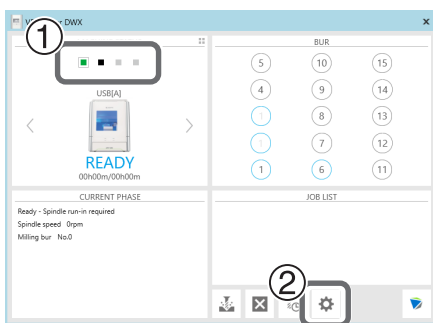 DWX
1
USB[A]
READY
00h00m/00h00m
BUR
5 10 15
4 9 14
1 8 13
1 7 12
1 6 11
CURRENT PHASE
Ready - Spindle run-in required
Spindle speed 0rpm
Milling bur No.0
JOB LIST
2